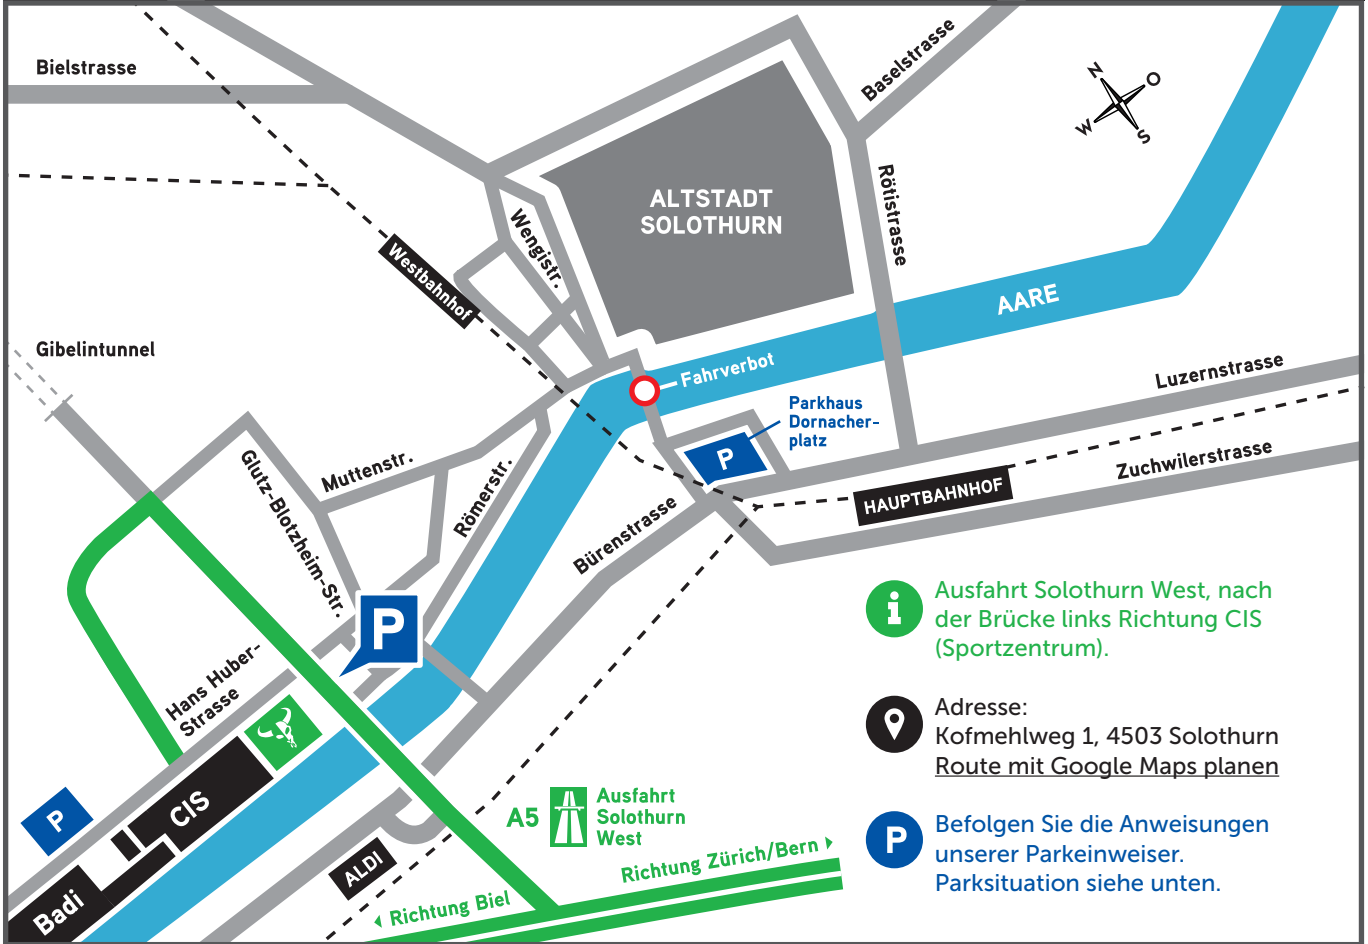 Bielstrasse
Baselstrasse
N
O
W
S
ALTSTADT
SOLOTHURN
Rötistrasse
Wengistr.
Westbahnhof
AARE
Gibelintunnel
Fahrverbot
Luzernstrasse
Parkhaus
Dornacher-
platz
P
Zuchwilerstrasse
HAUPTBAHNHOF
Muttenstr.
Glutz-Blotzheim-Str.
Römerstr.
Bürenstrasse
P
Hans Huber-
Strasse
i
Ausfahrt Solothurn West, nach
der Brücke links Richtung CIS
(Sportzentrum).
Adresse:
Kofmehlweg 1, 4503 Solothurn
Route mit Google Maps planen
P
Befolgen Sie die Anweisungen
unserer Parkeinweiser.
Parksituation siehe unten.
P
CIS
Badi
ALDI
A5
Ausfahrt
Solothurn
West
Richtung Zürich/Bern
Richtung Biel